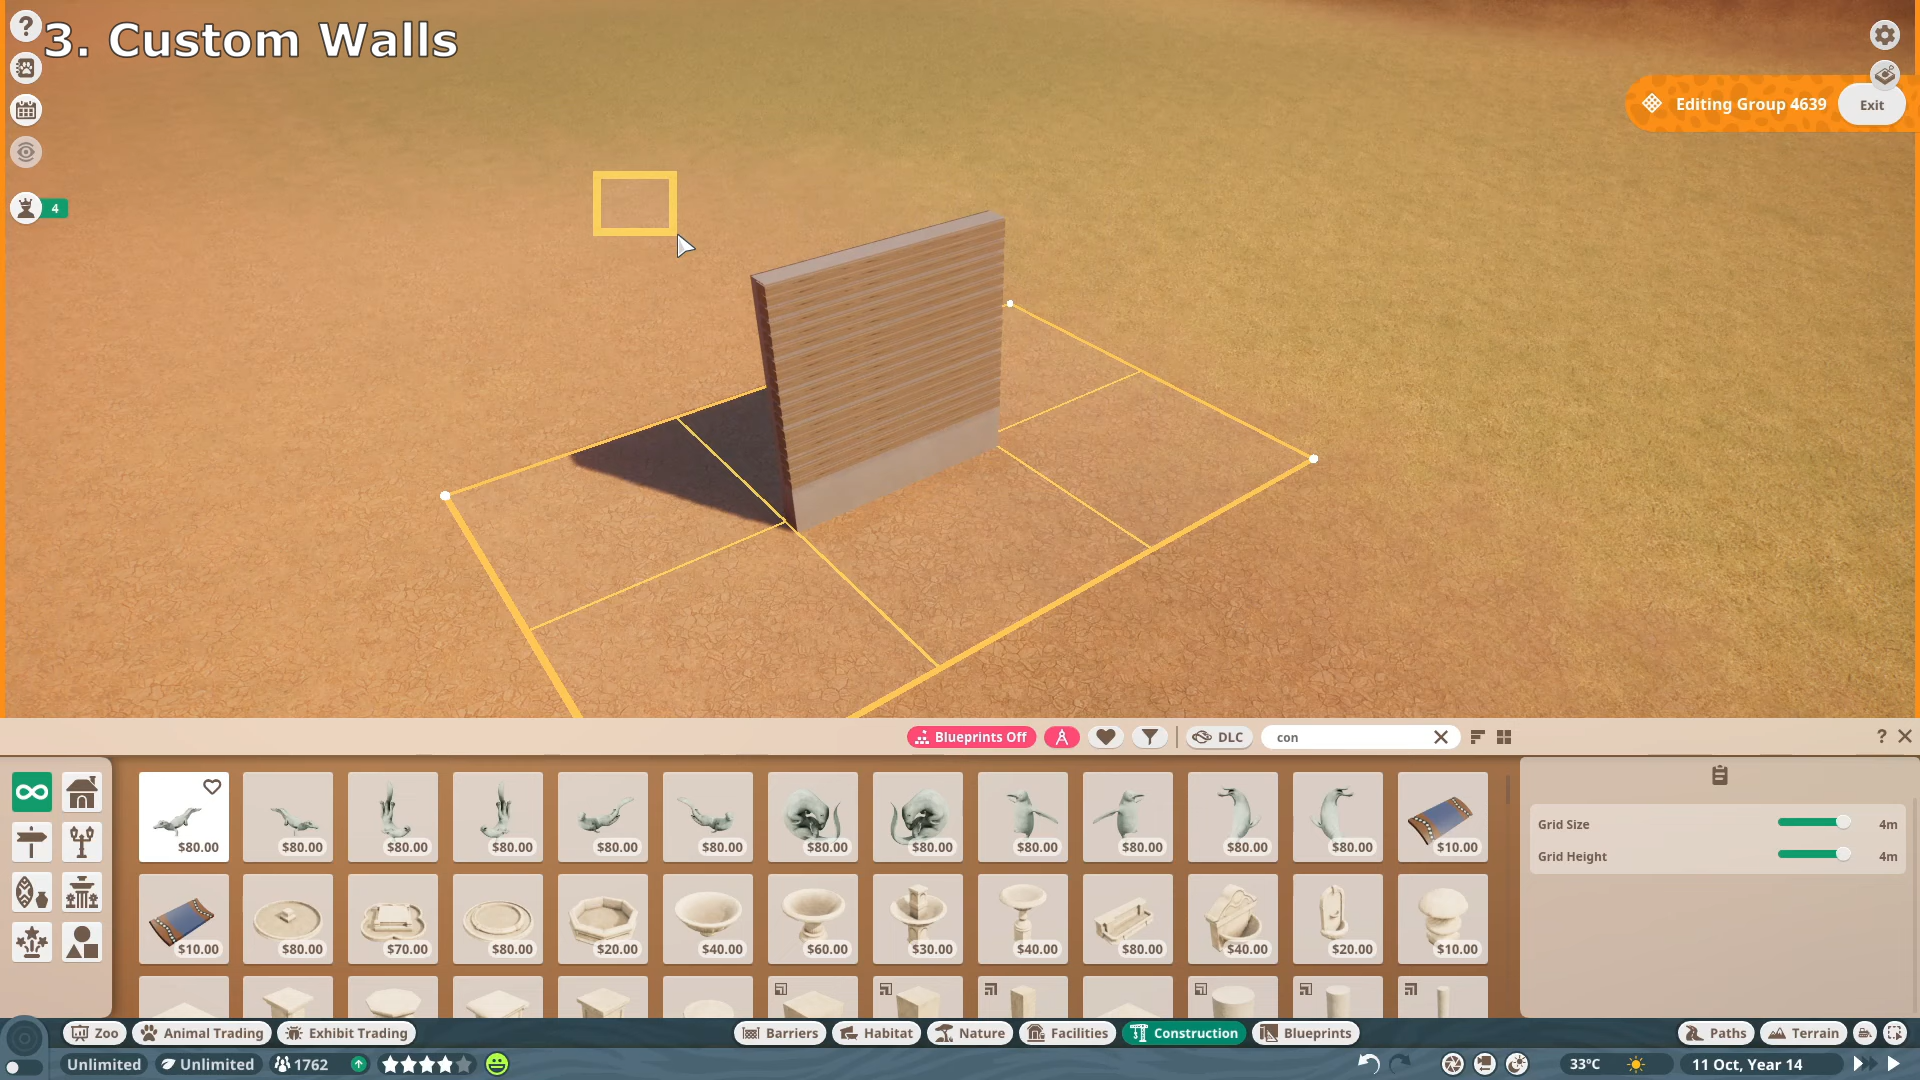 3. Custom Walls
Editing Group 4639
Exit
4
Blueprints Off
DLC
con
?
$80.00 $80.00 $80.00 $80.00 $80.00 $80.00 $80.00 $80.00 $80.00 $80.00 $80.00 $80.00 $10.00
$10.00 $80.00 $70.00 $80.00 $20.00 $40.00 $60.00 $30.00 $40.00 $80.00 $40.00 $20.00 $10.00
Grid Size 4m
Grid Height 4m
Zoo Animal Trading Exhibit Trading Barriers Habitat Nature Facilities Construction Blueprints Paths Terrain
Unlimited Unlimited 1762 33°C 11 Oct, Year 14